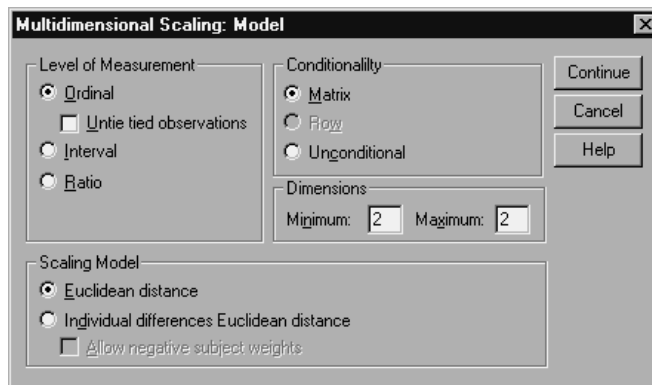 Multidimensional Scaling: Model
Level of Measurement
Ordinal
Untie tied observations
Interval
Ratio
Conditionalilty
Matrix
Row
Unconditional
Dimensions
Minimum: 2 Maximum: 2
Scaling Model
Euclidean distance
Individual differences Euclidean distance
Allow negative subject weights
Continue
Cancel
Help